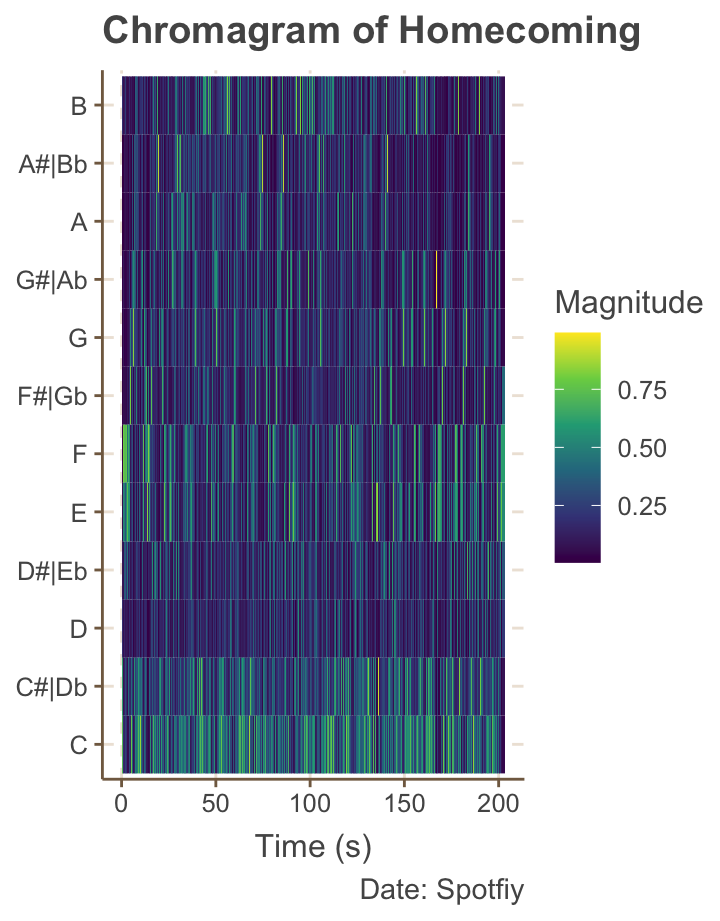 Chromagram of Homecoming
B
A#|Bb
A
G#|Ab
G
F#|Gb
F
E
D#|Eb
D
C#|Db
C
0 50 100 150 200
Time (s)
Date: Spotfiy
Magnitude
0.75
0.50
0.25